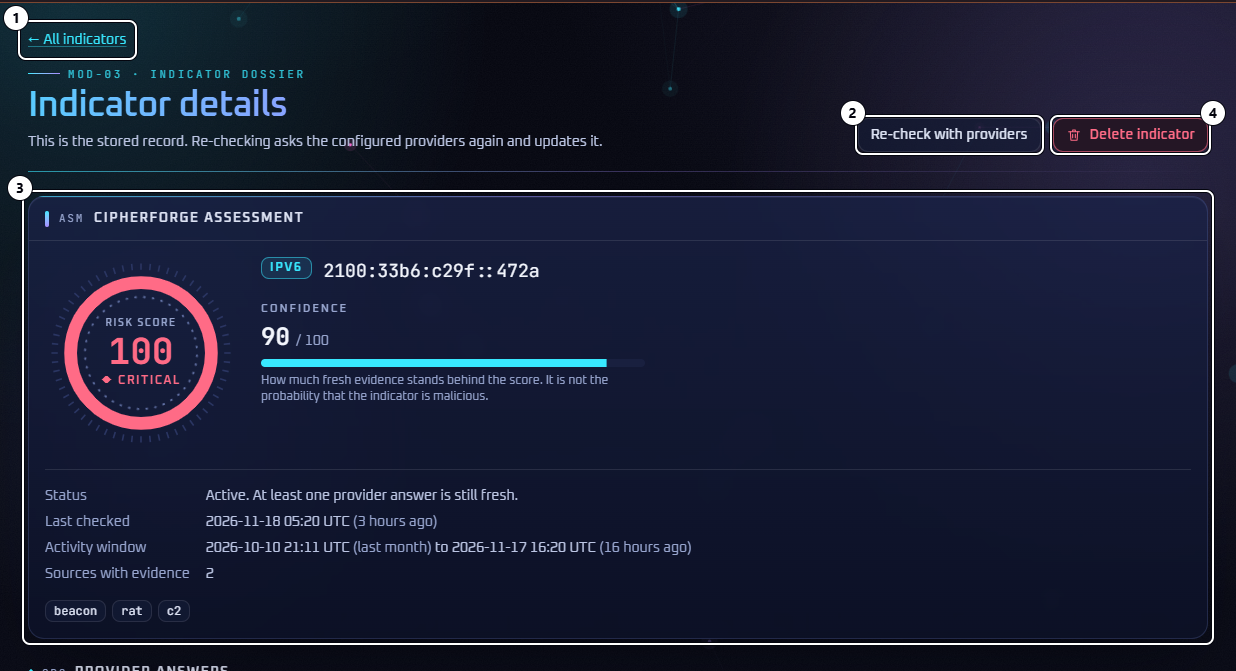 1
← All indicators
MOD-03 · INDICATOR DOSSIER
Indicator details
This is the stored record. Re-checking asks the configured providers again and updates it.
2
Re-check with providers
4
Delete indicator
3
ASM CIPHERFORGE ASSESSMENT
RISK SCORE
100
CRITICAL
IPV6 2100:33b6:c29f::472a
CONFIDENCE
90 / 100
How much fresh evidence stands behind the score. It is not the
probability that the indicator is malicious.
Status Active. At least one provider answer is still fresh.
Last checked 2026-11-18 05:20 UTC (3 hours ago)
Activity window 2026-10-10 21:11 UTC (last month) to 2026-11-17 16:20 UTC (16 hours ago)
Sources with evidence 2
beacon rat c2
PROVIDER ANSWERS